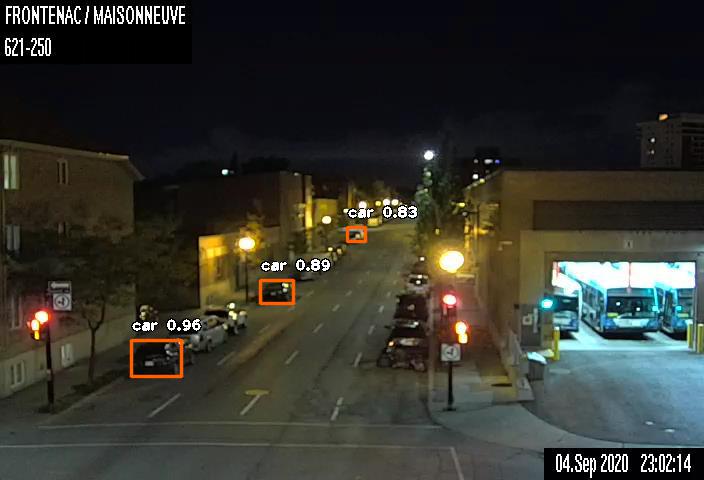 FRONTENAC / MAISONNEUVE
621-250
car 0.83
car 0.89
car 0.96
04.Sep 2020 23:02:14